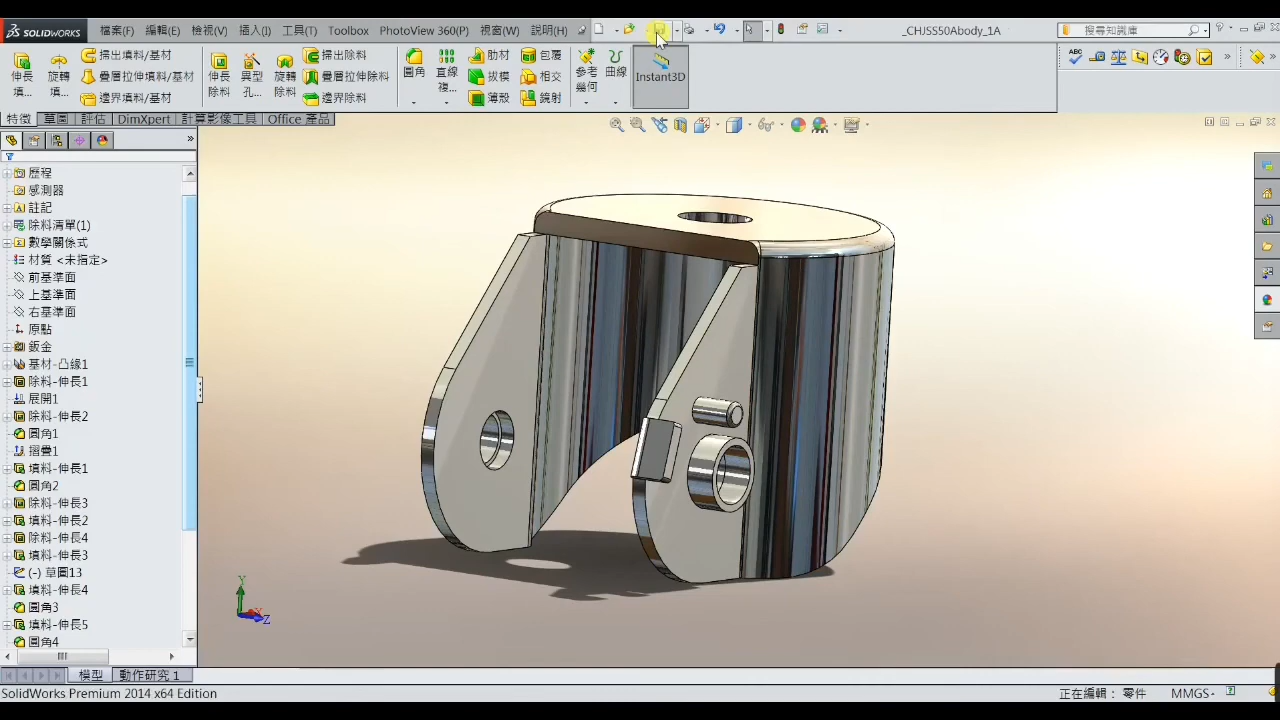 SOLIDWORKS 檔案(F) 編輯(E) 檢視(V) 插入(I) 工具(T) Toolbox PhotoView 360(P) 視窗(W) 說明(H) _CHJSS50Abody_1A 搜尋知識庫
伸長填... 旋轉填... 掃出填料/基材 伸長除料 異型孔... 旋轉除料 掃出除料 圓角 直線複... 肋材 包覆 參考幾何 曲線 Instant3D
疊層拉伸填料/基材 疊層拉伸除料 拔模 相交
邊界填料/基材 邊界除料 薄殼 鏡射
特徵 草圖 評估 DimXpert 計算影像工具 Office 產品
歷程
感測器
註記
除料清單(1)
數學關係式
材質 <未指定>
前基準面
上基準面
右基準面
原點
鈑金
基材-凸緣1
除料-伸長1
展開1
除料-伸長2
圓角1
摺疊1
填料-伸長1
圓角2
除料-伸長3
填料-伸長2
除料-伸長4
填料-伸長3
(-) 草圖13
填料-伸長4
圓角3
填料-伸長5
圓角4
Y
X
Z
模型 動作研究 1
SolidWorks Premium 2014 x64 Edition 正在編輯： 零件 MMGS